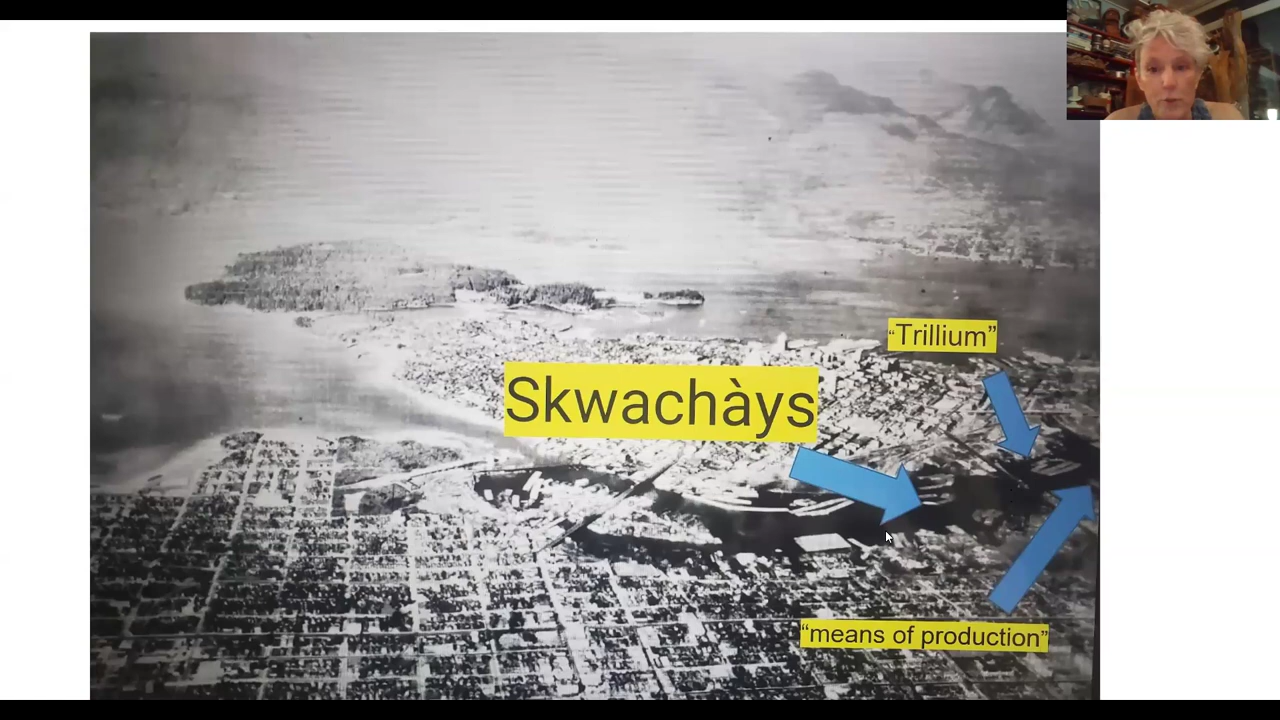 “Trillium”
Skwachàys
“means of production”